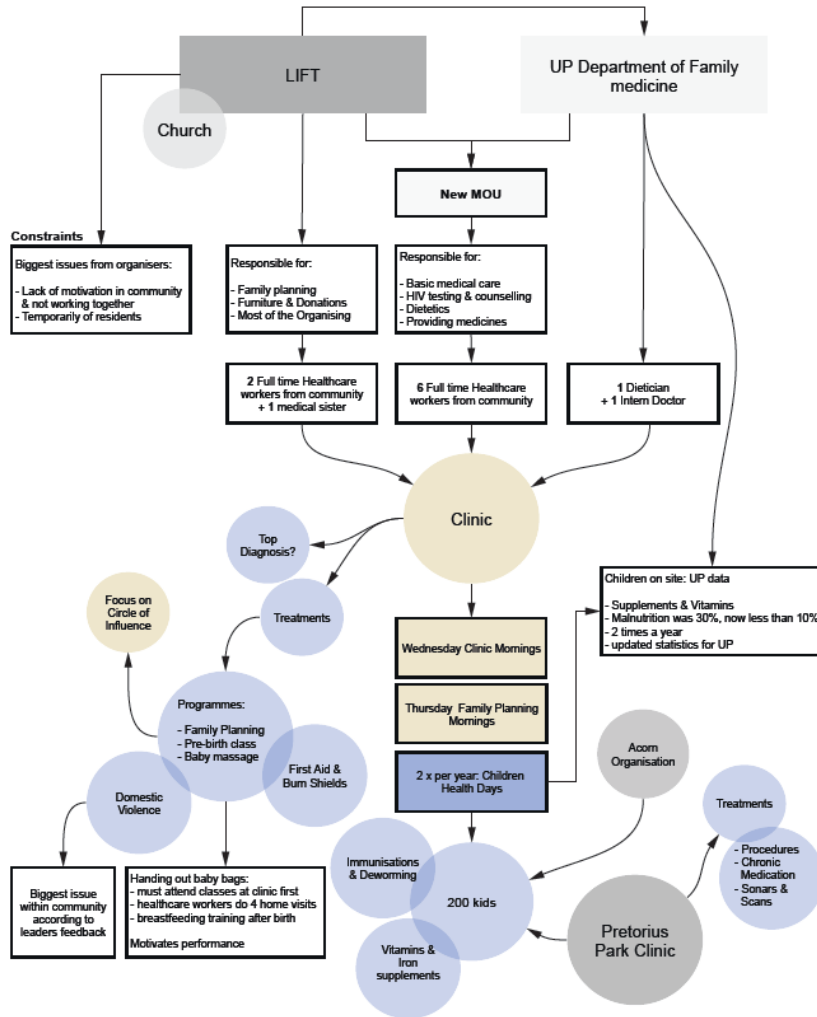 LIFT
UP Department of Family
medicine
Church
New MOU
Constraints
Biggest issues from organisers:
- Lack of motivation in community
& not working together
- Temporarily of residents
Responsible for:
- Family planning
- Furniture & Donations
- Most of the Organising
Responsible for:
- Basic medical care
- HIV testing & counselling
- Dietetics
- Providing medicines
2 Full time Healthcare
workers from community
+ 1 medical sister
6 Full time Healthcare
workers from community
1 Dietician
+ 1 Intern Doctor
Clinic
Top
Diagnosis?
Treatments
Focus on
Circle of
Influence
Children on site: UP data
- Supplements & Vitamins
- Malnutrition was 30%, now less than 10%
- 2 times a year
- updated statistics for UP
Wednesday Clinic Mornings
Thursday Family Planning
Mornings
2 x per year: Children
Health Days
Programmes:
- Family Planning
- Pre-birth class
- Baby massage
First Aid &
Burn Shields
Domestic
Violence
Acorn
Organisation
Treatments
- Procedures
- Chronic
Medication
- Sonars &
Scans
Biggest issue
within community
according to
leaders feedback
Handing out baby bags:
- must attend classes at clinic first
- healthcare workers do 4 home visits
- breastfeeding training after birth
Motivates performance
Immunisations
& Deworming
200 kids
Vitamins &
Iron
supplements
Pretorius
Park Clinic